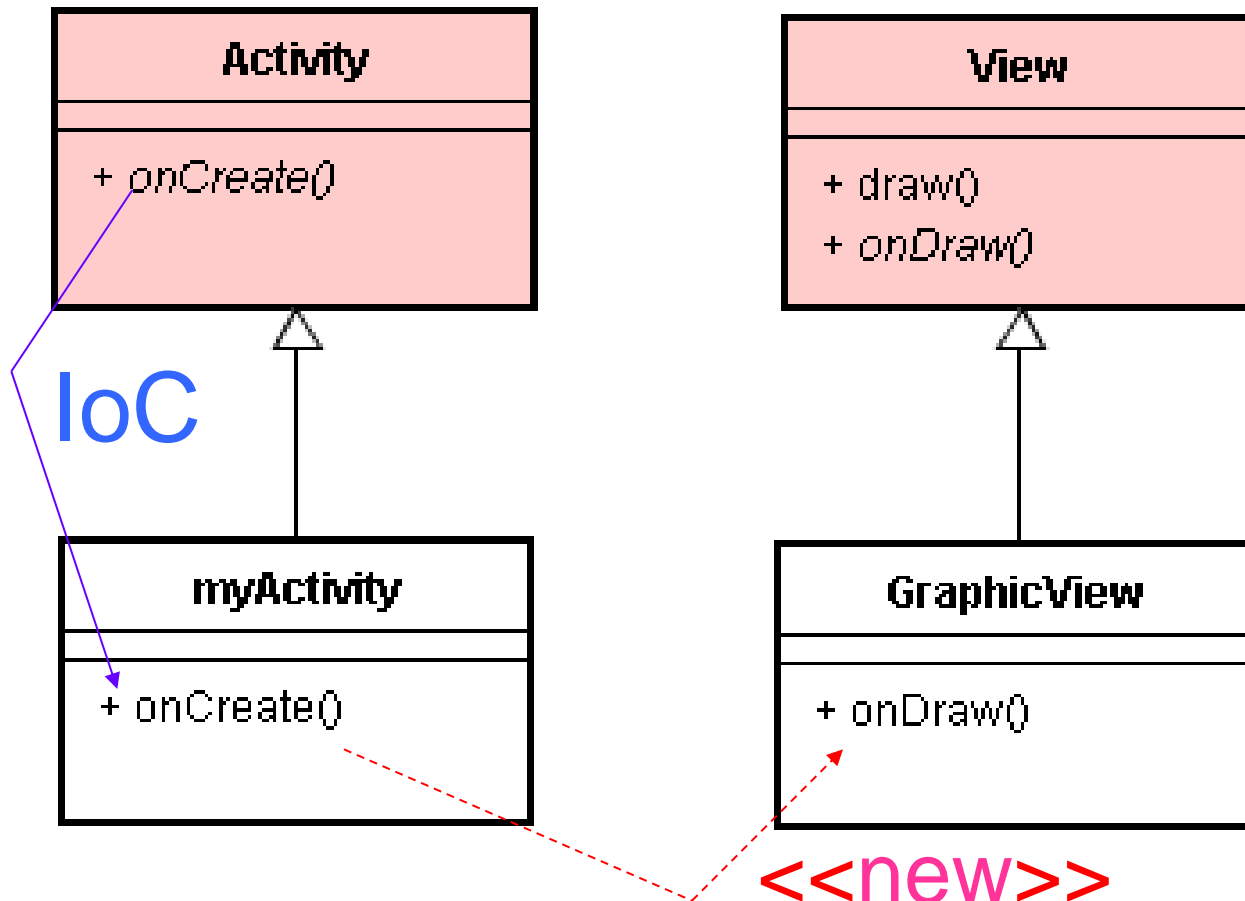 Activity
+ onCreate()
View
+ draw()
+ onDraw()
IoC
myActivity
+ onCreate()
GraphicView
+ onDraw()
<<new>>